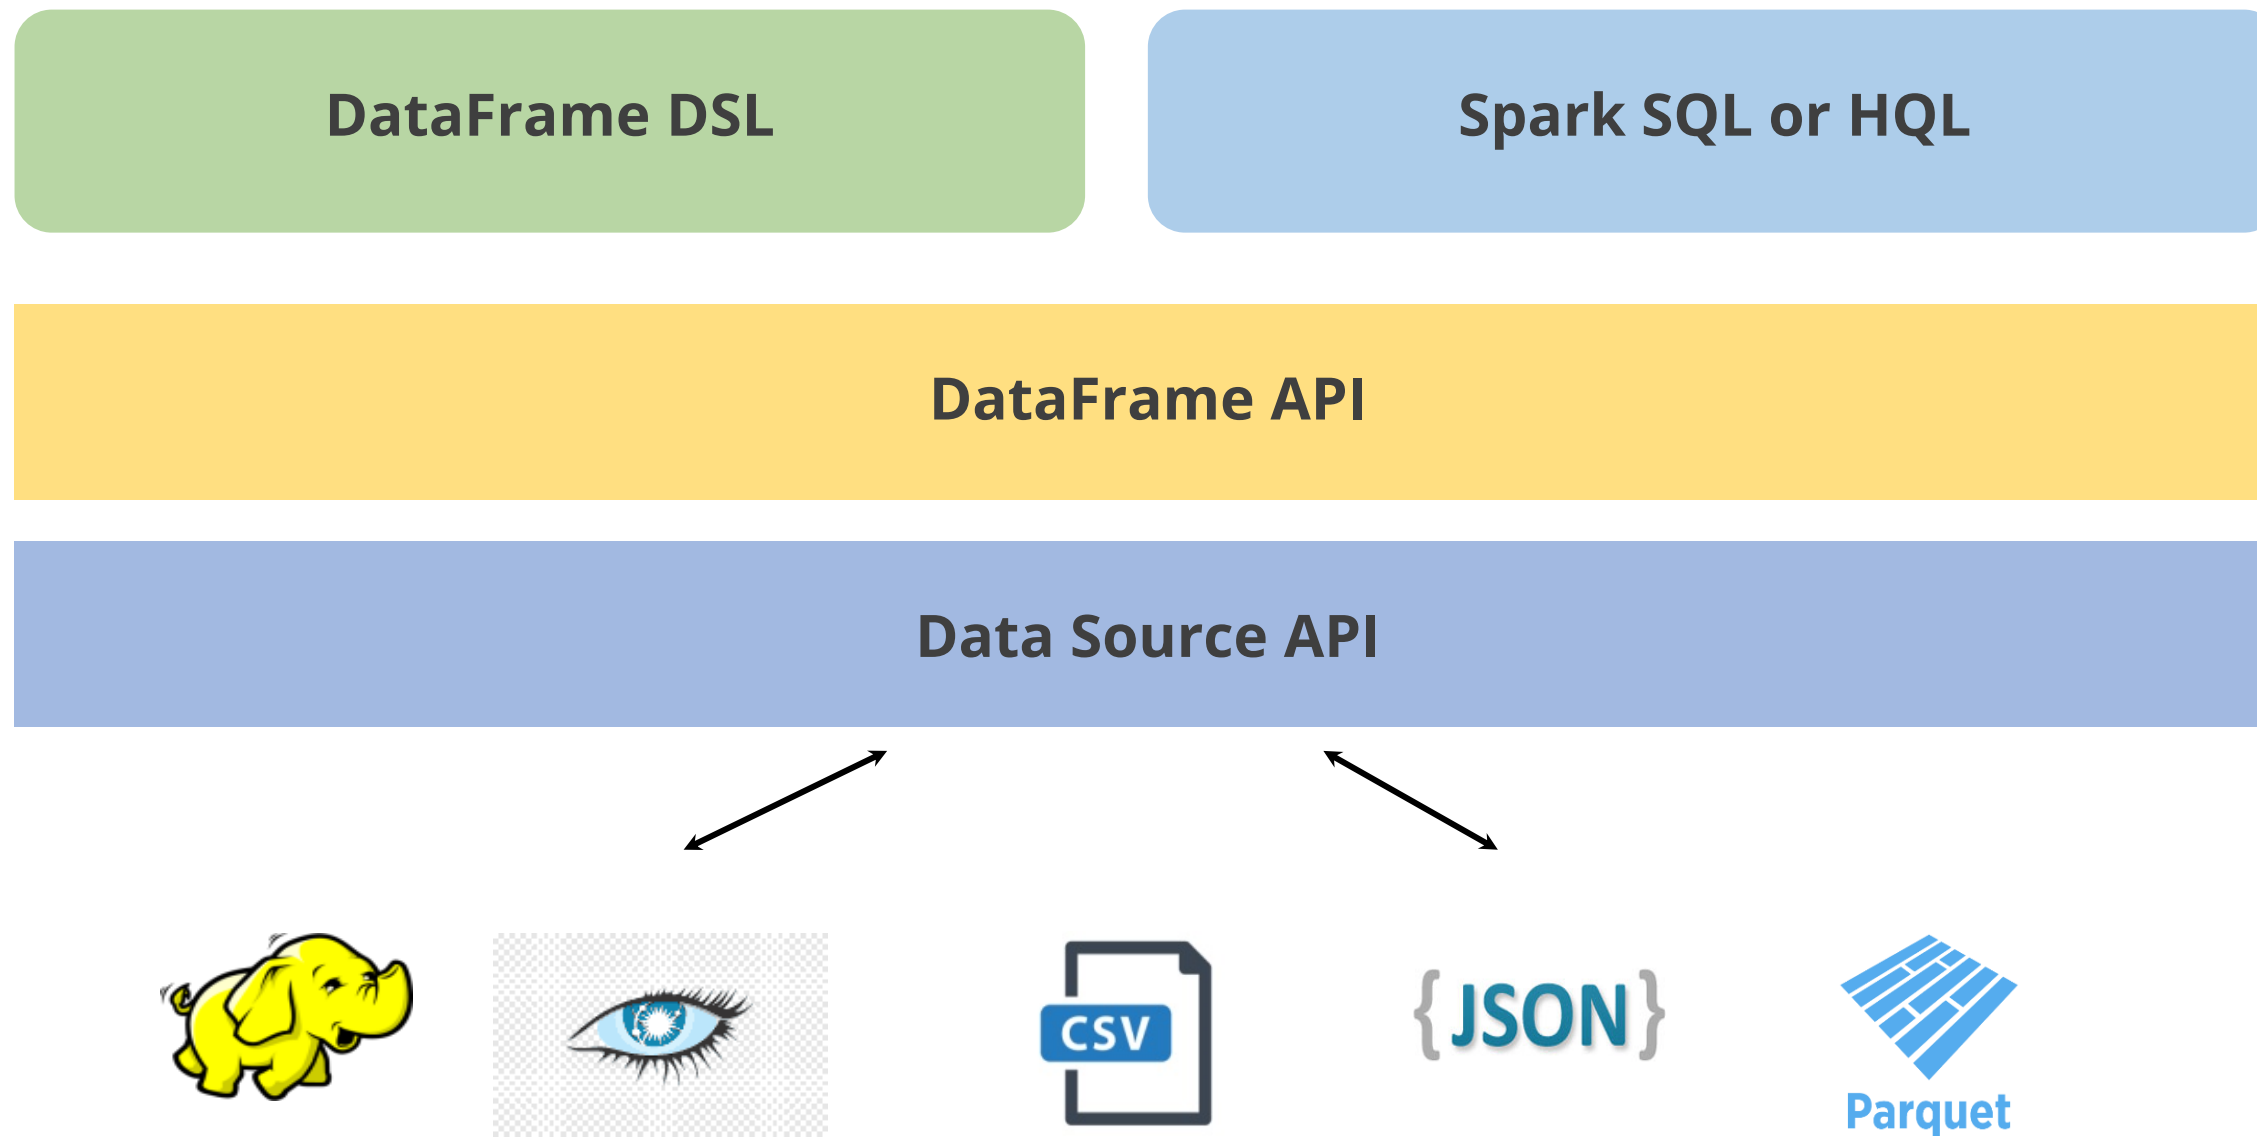 DataFrame DSL
Spark SQL or HQL
DataFrame API
Data Source API
CSV
{JSON}
Parquet